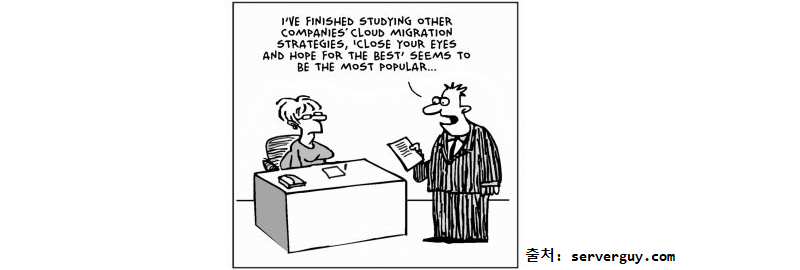 I'VE FINISHED STUDYING OTHER
COMPANIES' CLOUD MIGRATION
STRATEGIES, 'CLOSE YOUR EYES
AND HOPE FOR THE BEST' SEEMS TO
BE THE MOST POPULAR...
출처: serverguy.com